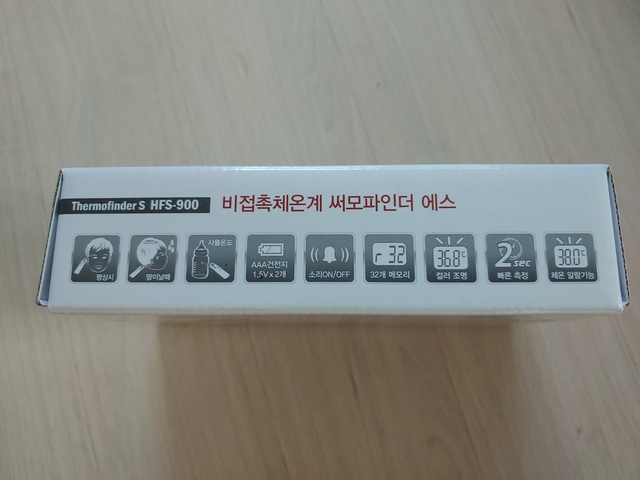 Thermofinder S HFS-900 비접촉체온계 써모파인더 에스
평상시
땀이날때
사물온도
AAA건전지
1.5V x 2개
소리ON/OFF
r 32
32개 메모리
36.8°C
컬러 조명
2 sec
빠른 측정
38.0°C
체온 알람기능